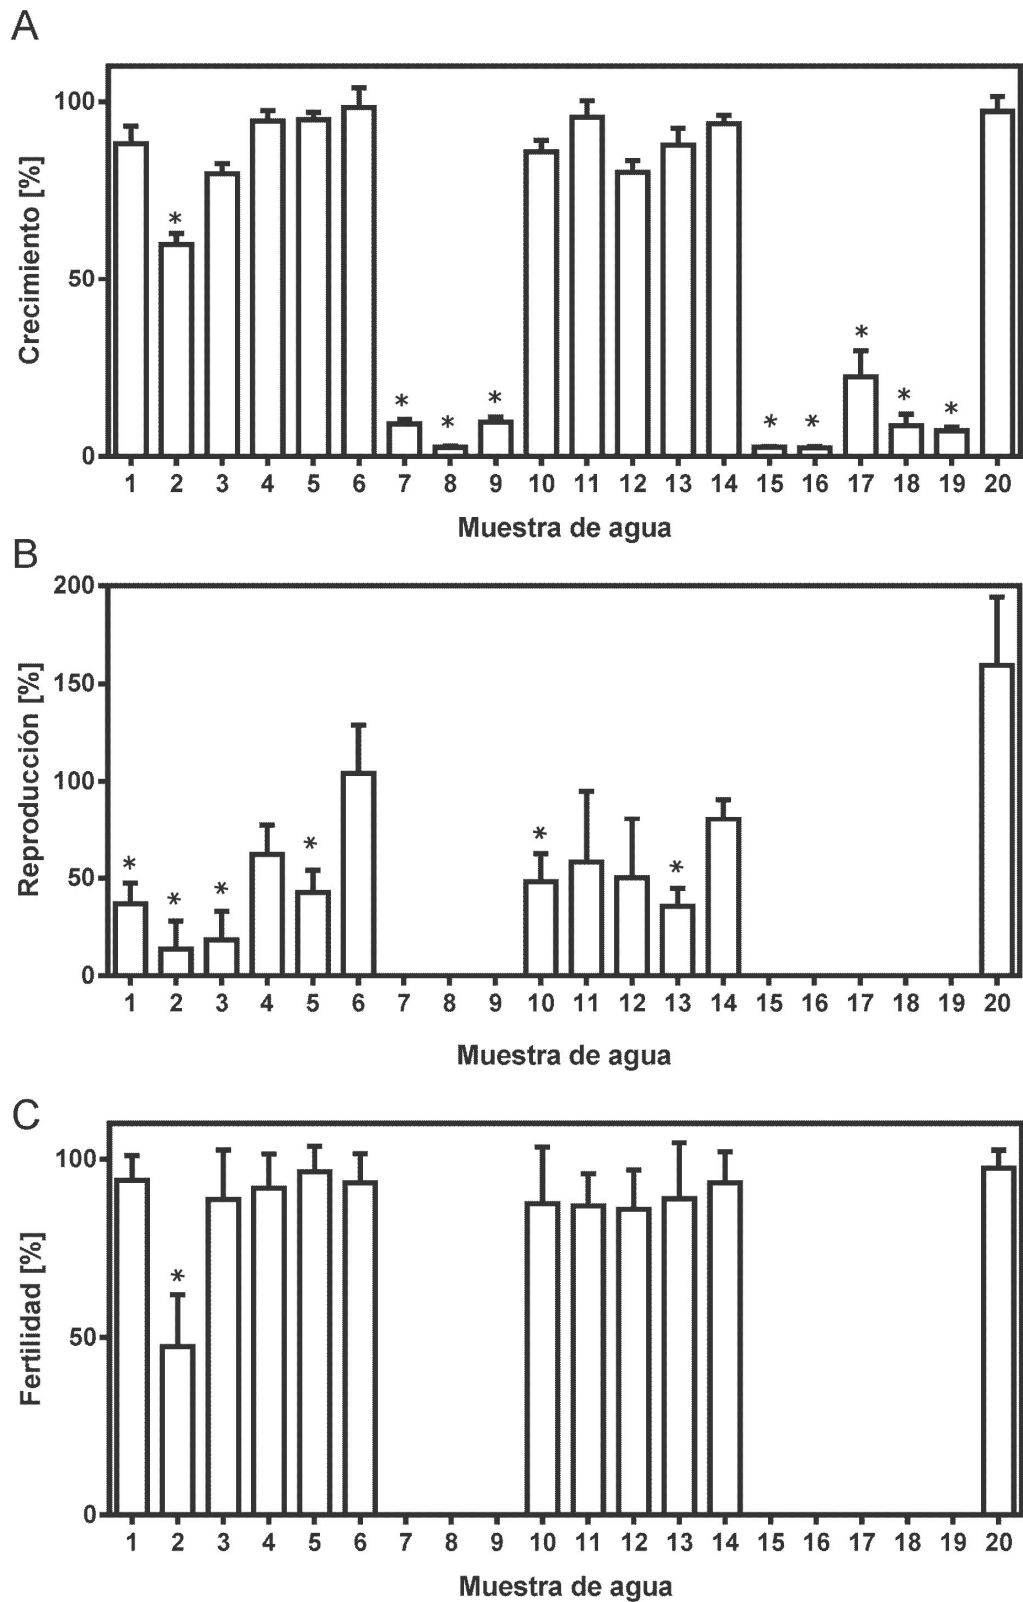 A
Crecimiento [%]
100
50
0
* * * * * * * * *
1 2 3 4 5 6 7 8 9 10 11 12 13 14 15 16 17 18 19 20
Muestra de agua
B
Reproducción [%]
200
150
100
50
0
* * * * * *
1 2 3 4 5 6 7 8 9 10 11 12 13 14 15 16 17 18 19 20
Muestra de agua
C
Fertilidad [%]
100
50
0
*
1 2 3 4 5 6 7 8 9 10 11 12 13 14 15 16 17 18 19 20
Muestra de agua